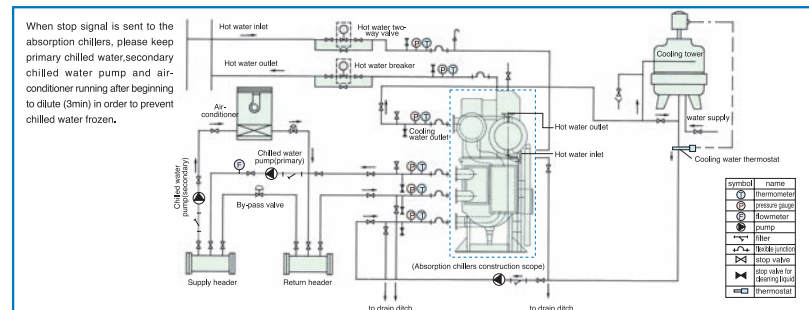 When stop signal is sent to the
absorption chillers, please keep
primary chilled water,secondary
chilled water pump and air-
conditioner running after beginning
to dilute (3min) in order to prevent
chilled water frozen.
Hot water inlet
Hot water two-
way valve
Hot water outlet
Hot water breaker
Air-
conditioner
Cooling
water outlet
Chilled water
pump(primary)
Chilled water
pump(secondary)
By-pass valve
Supply header
Return header
Hot water outlet
Hot water inlet
(Absorption chillers construction scope)
to drain ditch
to drain ditch
Cooling tower
water supply
Cooling water thermostat
symbol name
T thermometer
P pressure gauge
F flowmeter
pump
filter
flexible junction
stop valve
stop valve for
cleaning liquid
thermostat
P T
P T
P T
F
P T
P T
P T